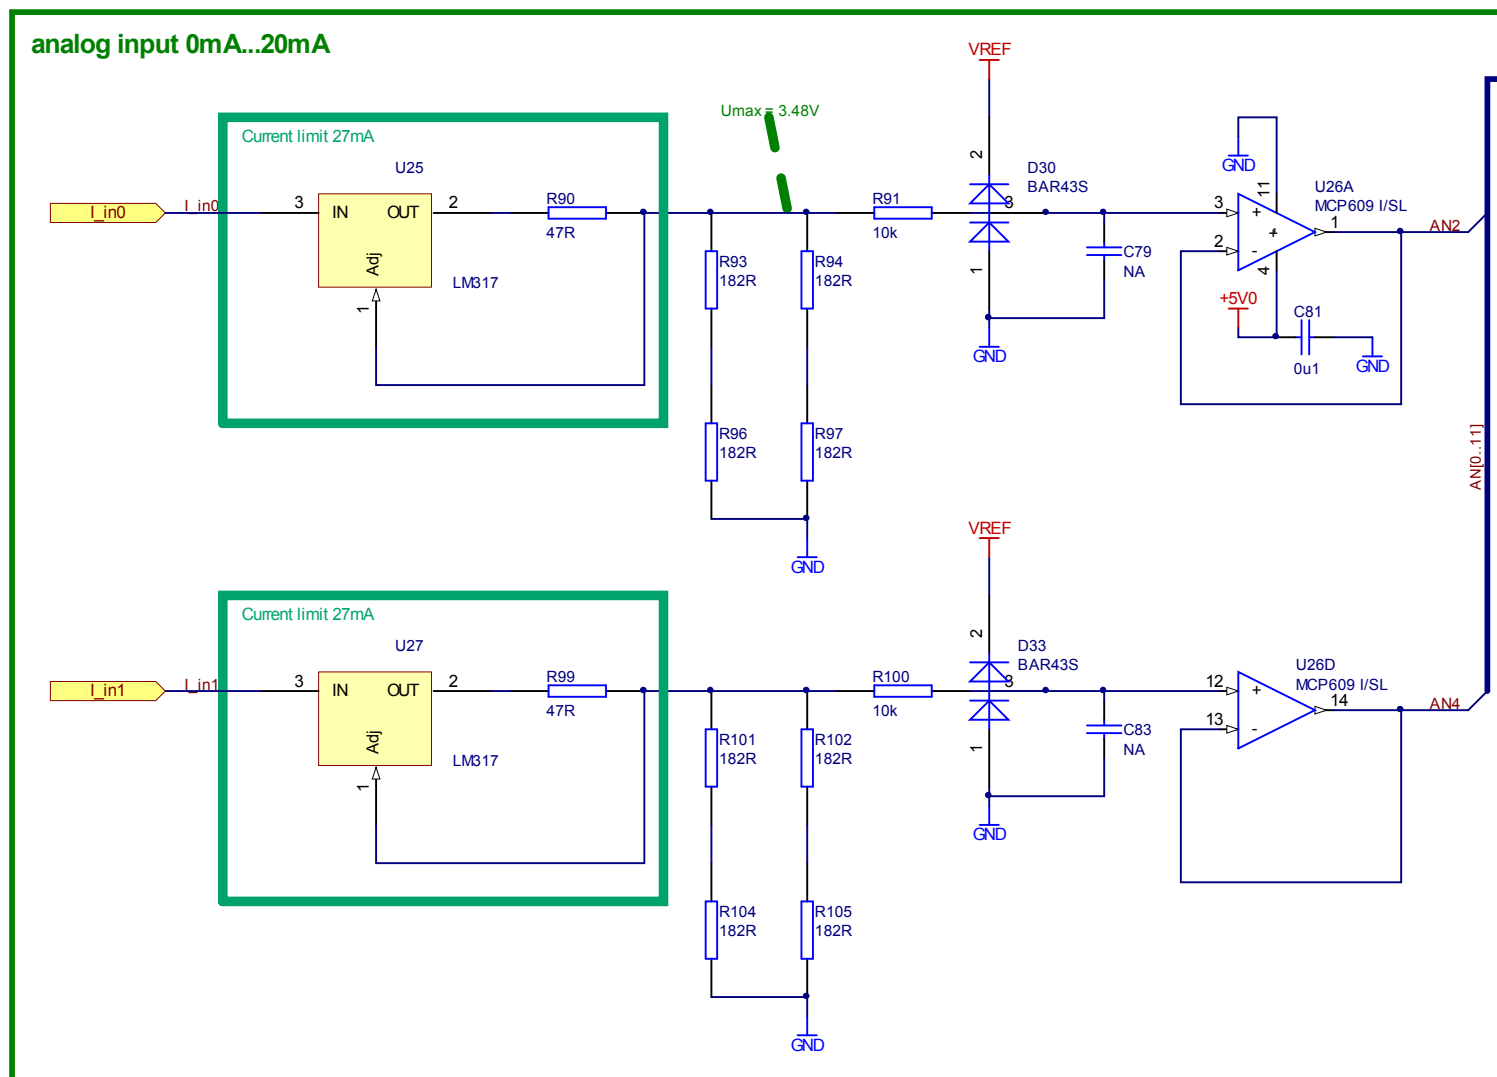 analog input 0mA...20mA
VREF
Umax = 3.48V
Current limit 27mA
U25
I_in0
I_in0
3
IN
OUT
2
Adj
1
LM317
R90
47R
R93
182R
R94
182R
R96
182R
R97
182R
GND
R91
10k
2
D30
BAR43S
3
1
C79
NA
GND
GND
11
U26A
MCP609 I/SL
3
+
2
-
+
1
4
AN2
+5V0
C81
0u1
GND
AN[0..11]
VREF
Current limit 27mA
U27
I_in1
I_in1
3
IN
OUT
2
Adj
1
LM317
R99
47R
R101
182R
R102
182R
R104
182R
R105
182R
GND
R100
10k
2
D33
BAR43S
3
1
C83
NA
GND
U26D
MCP609 I/SL
12
+
13
-
14
AN4